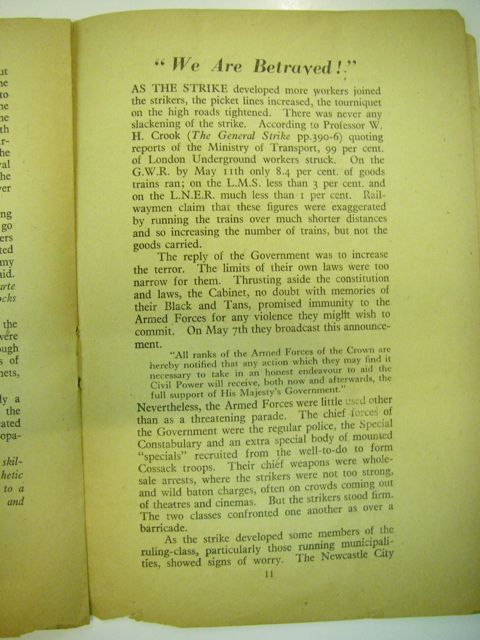 "We Are Betrayed!"
AS THE STRIKE developed more workers joined
the strikers, the picket lines increased, the tourniquet
on the high roads tightened. There was never any
slackening of the strike. According to Professor W.
H. Crook (The General Strike pp.390-6) quoting
reports of the Ministry of Transport, 99 per cent.
of London Underground workers struck. On the
G.W.R. by May 11th only 8.4 per cent. of goods
trains ran; on the L.M.S. less than 3 per cent. and
on the L.N.E.R. much less than 1 per cent. Rail-
waymen claim that these figures were exaggerated
by running the trains over much shorter distances
and so increasing the number of trains, but not the
goods carried.
The reply of the Government was to increase
the terror. The limits of their own laws were too
narrow for them. Thrusting aside the constitution
and laws, the Cabinet, no doubt with memories of
their Black and Tans, promised immunity to the
Armed Forces for any violence they might wish to
commit. On May 7th they broadcast this announce-
ment.
"All ranks of the Armed Forces of the Crown are
hereby notified that any action which they may find it
necessary to take in an honest endeavour to aid the
Civil Power will receive, both now and afterwards, the
full support of His Majesty's Government."
Nevertheless, the Armed Forces were little used other
than as a threatening parade. The chief forces of
the Government were the regular police, the Special
Constabulary and an extra special body of mounted
"specials" recruited from the well-to-do to form
Cossack troops. Their chief weapons were whole-
sale arrests, where the strikers were not too strong,
and wild baton charges, often on crowds coming out
of theatres and cinemas. But the strikers stood firm.
The two classes confronted one another as over a
barricade.
As the strike developed some members of the
ruling-class, particularly those running municipali-
ties, showed signs of worry. The Newcastle City
11